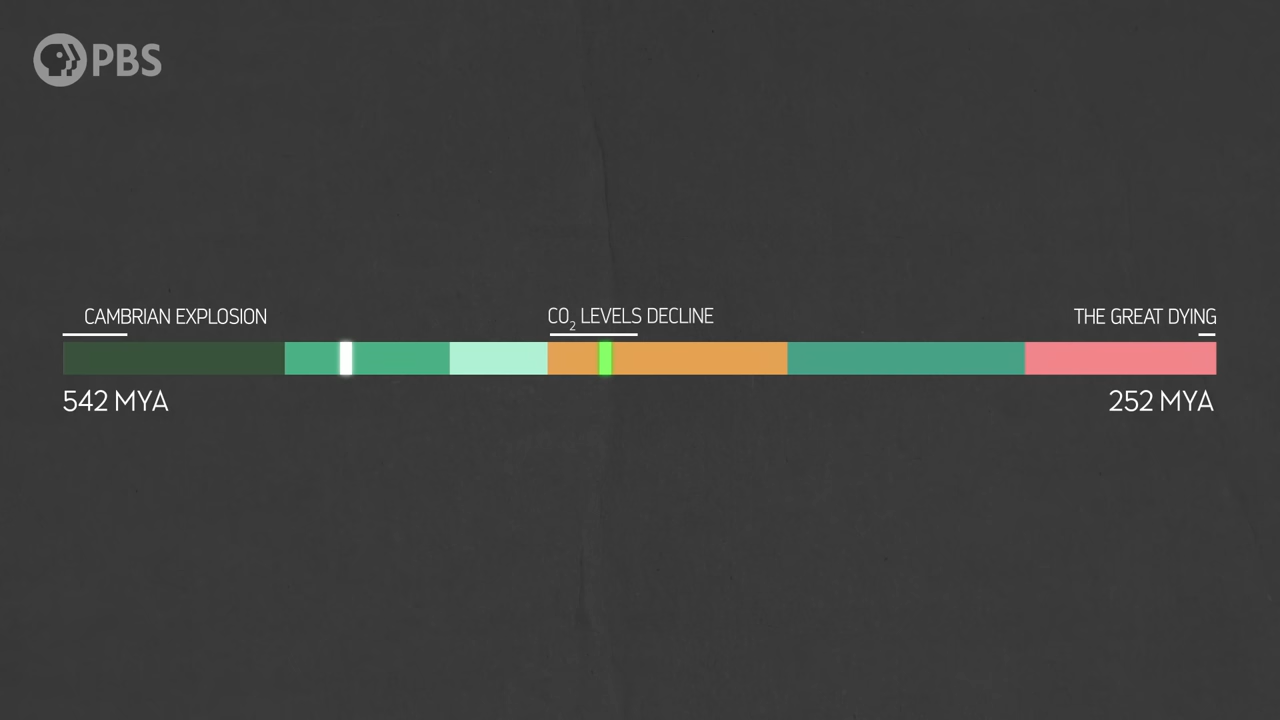 PBS
CAMBRIAN EXPLOSION
CO₂ LEVELS DECLINE
THE GREAT DYING
542 MYA
252 MYA